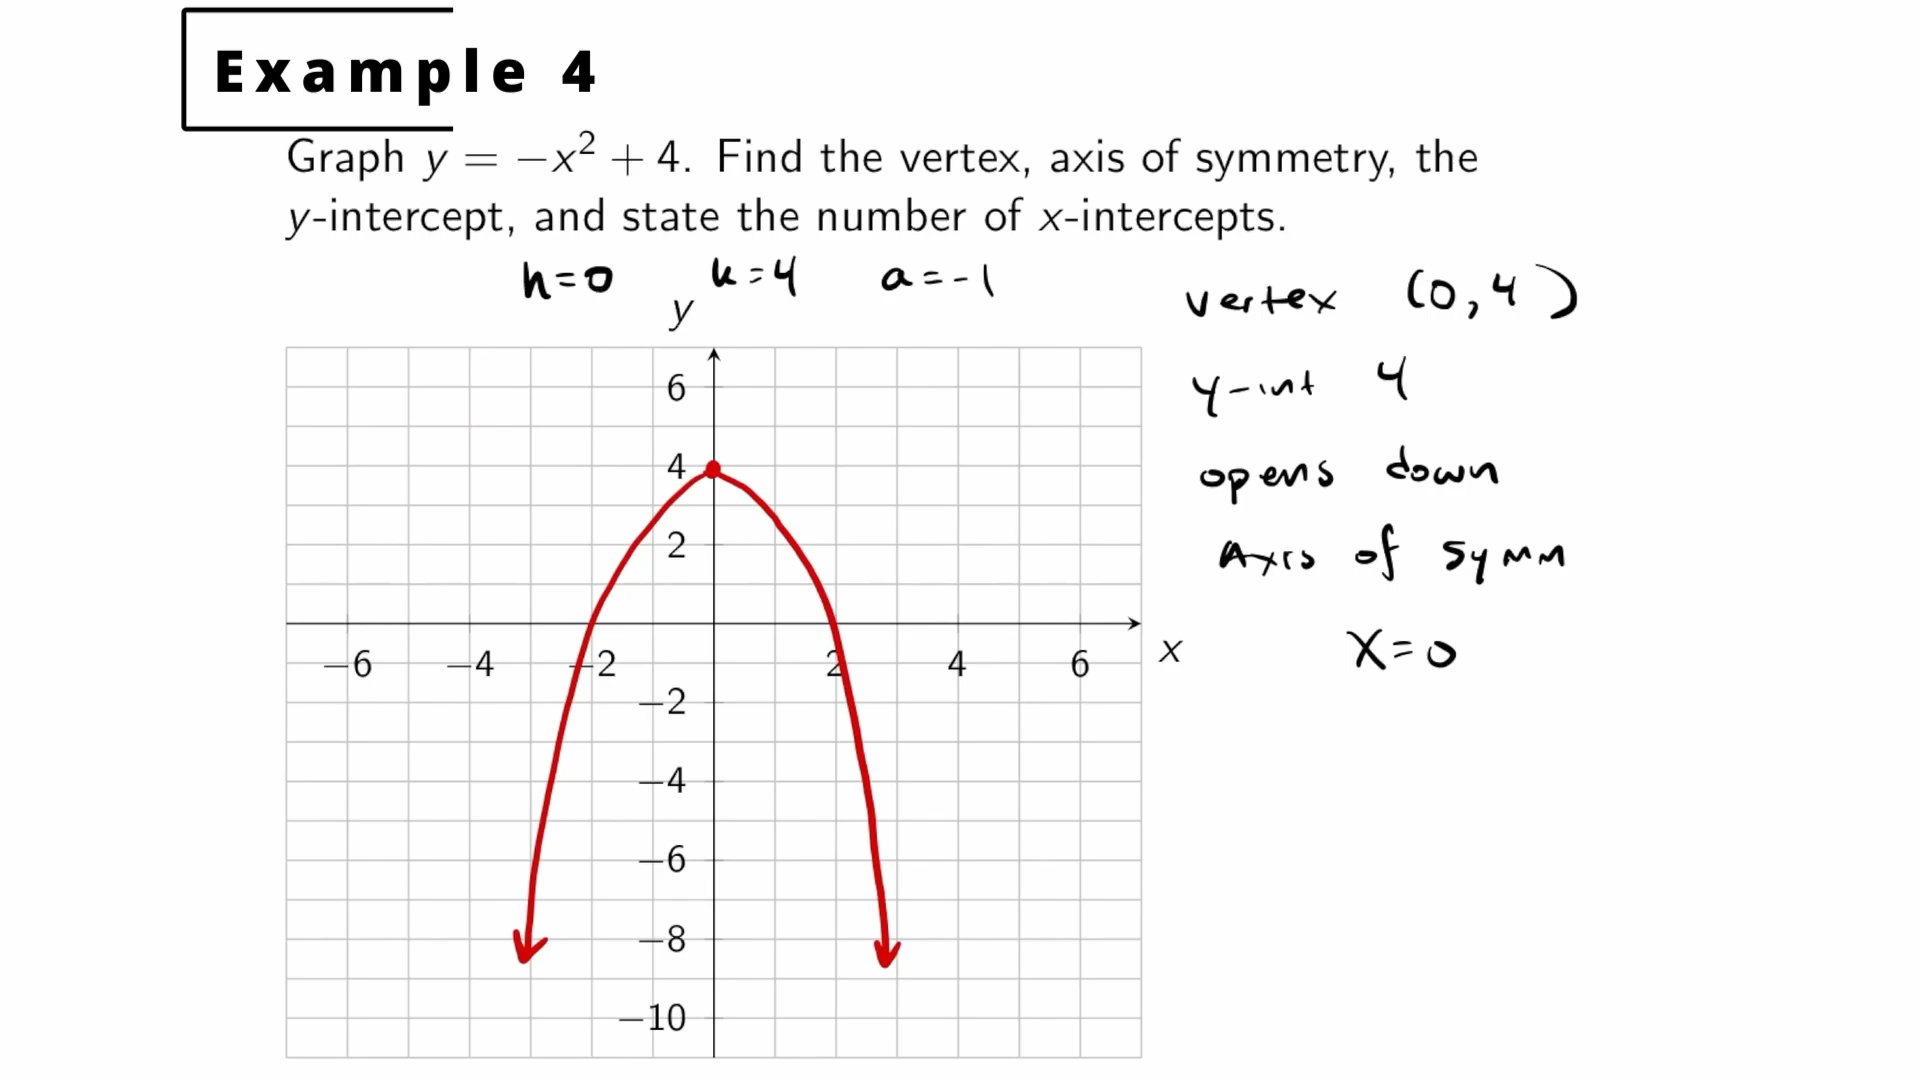 Example 4
Graph y = −x² + 4. Find the vertex, axis of symmetry, the
y-intercept, and state the number of x-intercepts.
h=0 k=4 a=-1
vertex (0,4)
y
y-int 4
6
4
opens down
2
Axis of symm
x=0
−6 −4 −2 2 4 6 x
−2
−4
−6
−8
−10